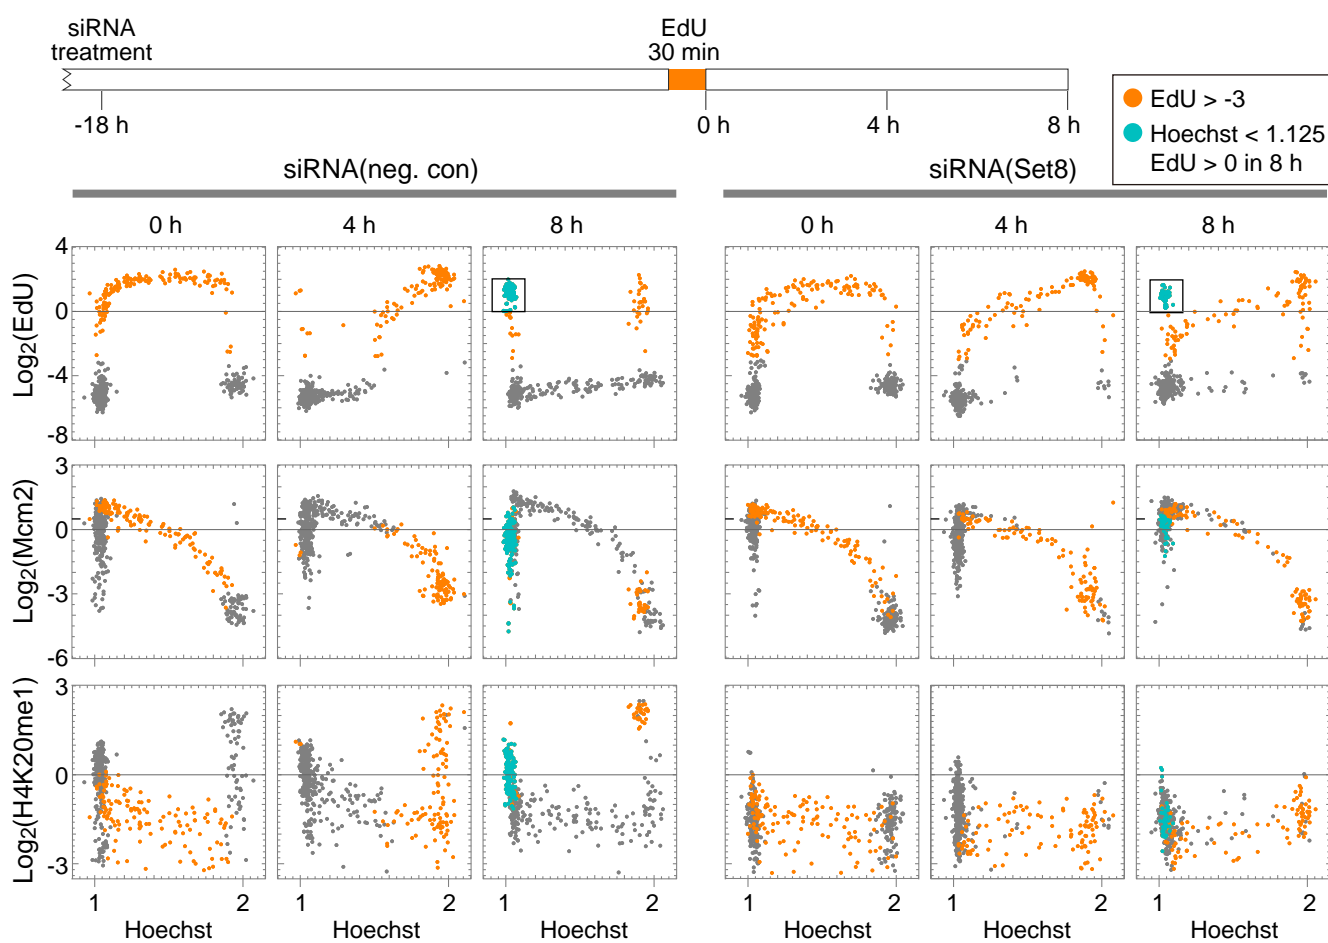 siRNA
treatment
EdU
30 min
-18 h
0 h
4 h
8 h
EdU > -3
Hoechst < 1.125
EdU > 0 in 8 h
siRNA(neg. con)
siRNA(Set8)
0 h
4 h
8 h
0 h
4 h
8 h
Log2(EdU)
4
0
-4
-8
Log2(Mcm2)
3
0
-3
-6
Log2(H4K20me1)
3
0
-3
1
2
1
2
1
2
1
2
1
2
1
2
Hoechst
Hoechst
Hoechst
Hoechst
Hoechst
Hoechst